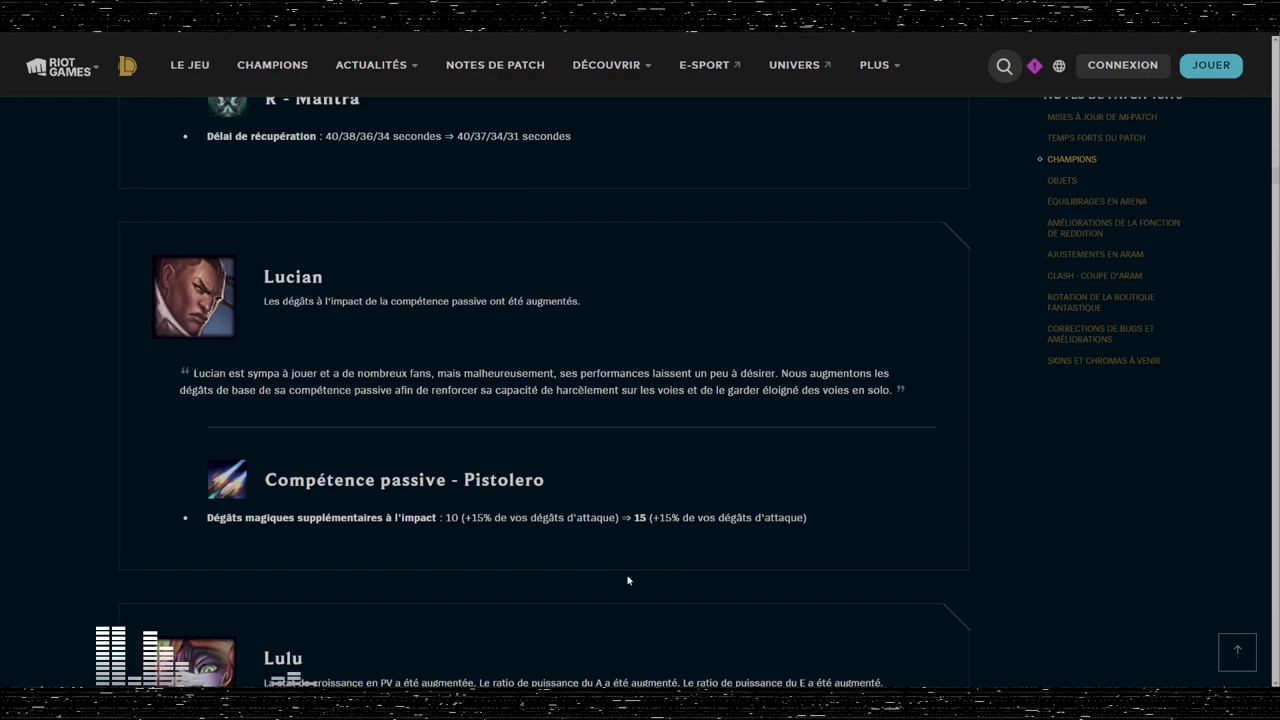 RIOT GAMES
LE JEU
CHAMPIONS
ACTUALITÉS
NOTES DE PATCH
DÉCOUVRIR
E-SPORT
UNIVERS
PLUS
CONNEXION
JOUER
R - Mantra
• Délai de récupération : 40/38/36/34 secondes ⇒ 40/37/34/31 secondes
Lucian
Les dégâts à l'impact de la compétence passive ont été augmentés.
“ Lucian est sympa à jouer et a de nombreux fans, mais malheureusement, ses performances laissent un peu à désirer. Nous augmentons les
dégâts de base de sa compétence passive afin de renforcer sa capacité de harcèlement sur les voies et de le garder éloigné des voies en solo. ”
Compétence passive - Pistolero
• Dégâts magiques supplémentaires à l'impact : 10 (+15% de vos dégâts d'attaque) ⇒ 15 (+15% de vos dégâts d'attaque)
Lulu
croissance en PV a été augmentée. Le ratio de puissance du A a été augmenté. Le ratio de puissance du E a été augmenté.
NOTES DE PATCH
MISES À JOUR DE MI-PATCH
TEMPS FORTS DU PATCH
CHAMPIONS
OBJETS
ÉQUILIBRAGES EN ARENA
AMÉLIORATIONS DE LA FONCTION
DE REDDITION
AJUSTEMENTS EN ARAM
CLASH - COUPE D'ARAM
ROTATION DE LA BOUTIQUE
FANTASTIQUE
CORRECTIONS DE BUGS ET
AMÉLIORATIONS
SKINS ET CHROMAS À VENIR